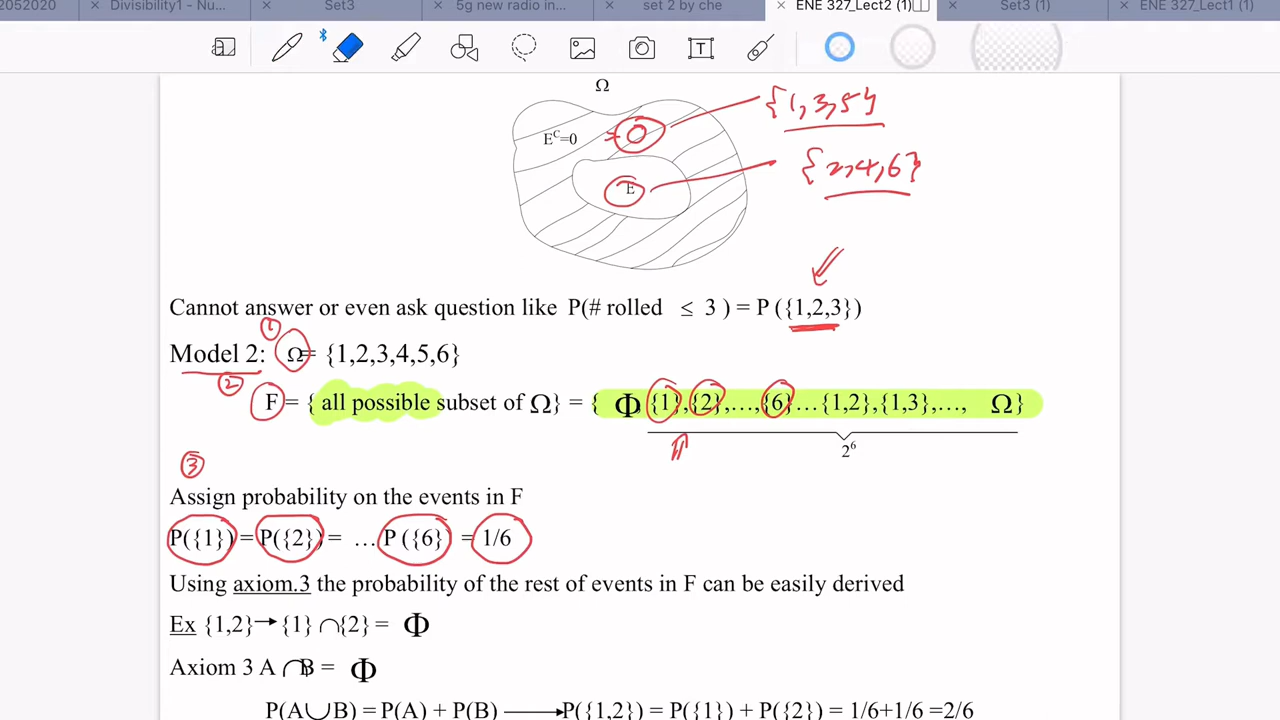 2052020 × Divisibility1 - Nu... × Set3 × 5g new radio in... × set 2 by che × ENE 327_Lect2 (1) × Set3 (1) × ENE 327_Lect1 (1)
T
Ω
{1,3,5}
E^C=0
{2,4,6}
E
Cannot answer or even ask question like P(# rolled ≤ 3 ) = P ({1,2,3})
①
Model 2: Ω= {1,2,3,4,5,6}
②
F = { all possible subset of Ω} = { Φ {1},{2},…,{6}…{1,2},{1,3},…, Ω}
2^6
③
Assign probability on the events in F
P({1}) = P({2}) = …P ({6}) = 1/6
Using axiom.3 the probability of the rest of events in F can be easily derived
Ex {1,2}→ {1} ∩{2} = Φ
Axiom 3 A ∩B = Φ
P(A∪B) = P(A) + P(B) ⟶P({1,2}) = P({1}) + P({2}) = 1/6+1/6 =2/6